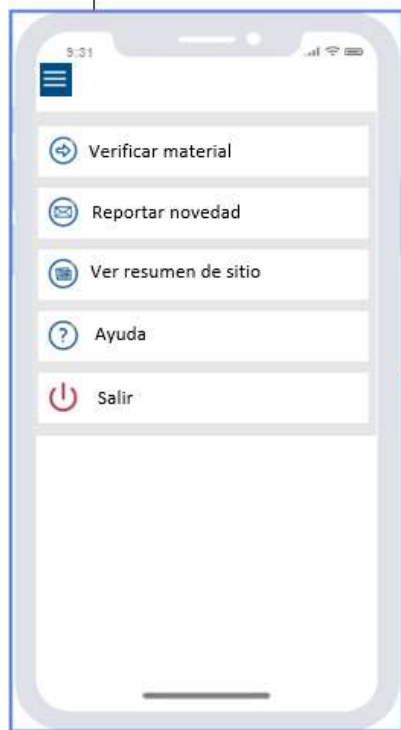 9:31
Verificar material
Reportar novedad
Ver resumen de sitio
? Ayuda
Salir